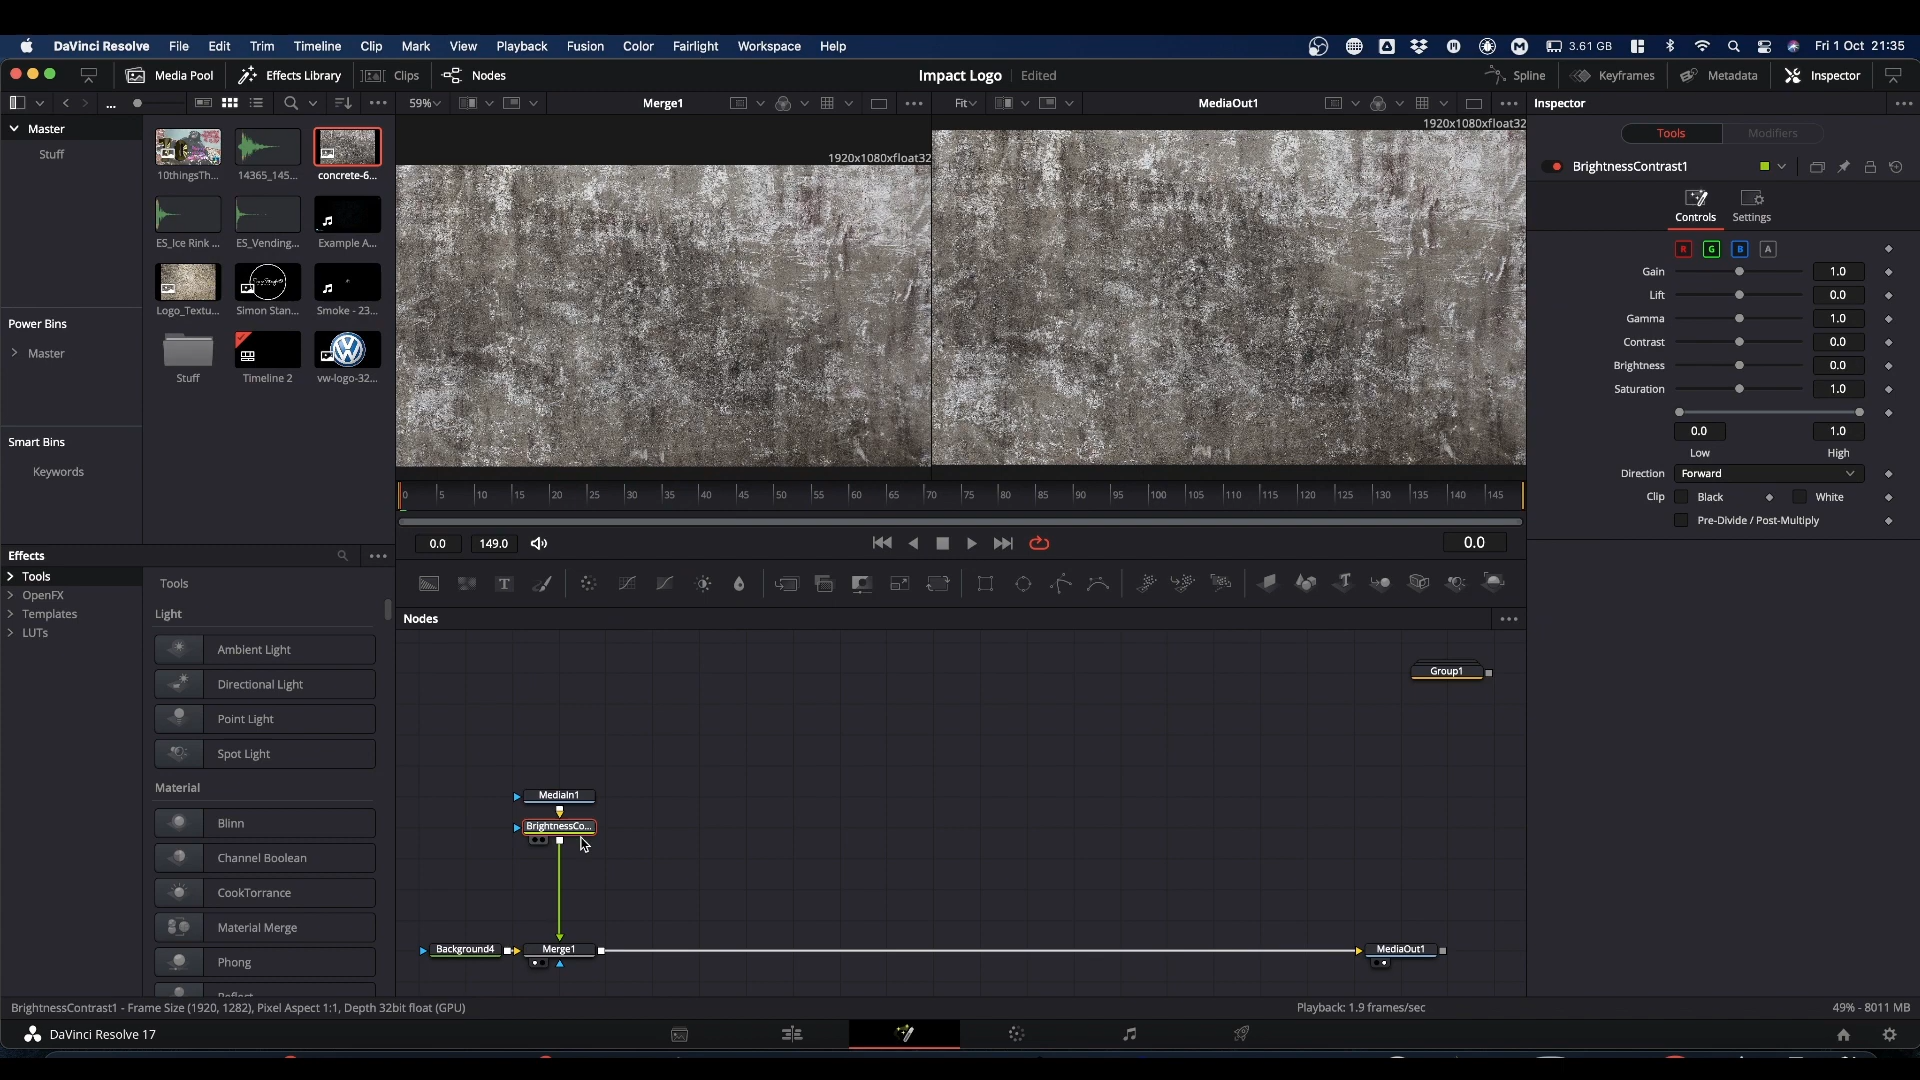 DaVinci Resolve File Edit Trim Timeline Clip Mark View Playback Fusion Color Fairlight Workspace Help 3.61 GB Fri 1 Oct 21:35
Media Pool Effects Library Clips Nodes Impact Logo Edited Spline Keyframes Metadata Inspector
... 59% Merge1 Fit MediaOut1 Inspector
Master
Stuff
10thingsTh... 14365_145... concrete-6...
ES_Ice Rink ... ES_Vending... Example A...
Logo_Textu... Simon Stan... Smoke - 23...
Stuff Timeline 2 vw-logo-32...
Power Bins
Master
Smart Bins
Keywords
1920x1080xfloat32
1920x1080xfloat32
Tools Modifiers
BrightnessContrast1
Controls Settings
R G B A
Gain 1.0
Lift 0.0
Gamma 1.0
Contrast 0.0
Brightness 0.0
Saturation 1.0
0.0 1.0
Low High
Direction Forward
Clip Black White
Pre-Divide / Post-Multiply
0 5 10 15 20 25 30 35 40 45 50 55 60 65 70 75 80 85 90 95 100 105 110 115 120 125 130 135 140 145
0.0 149.0 0.0
Effects
Tools
OpenFX
Templates
LUTs
Tools
Light
Ambient Light
Directional Light
Point Light
Spot Light
Material
Blinn
Channel Boolean
CookTorrance
Material Merge
Phong
Nodes
Group1
MediaIn1
BrightnessCo...
Background4 Merge1 MediaOut1
BrightnessContrast1 - Frame Size (1920, 1282), Pixel Aspect 1:1, Depth 32bit float (GPU) Playback: 1.9 frames/sec 49% - 8011 MB
DaVinci Resolve 17